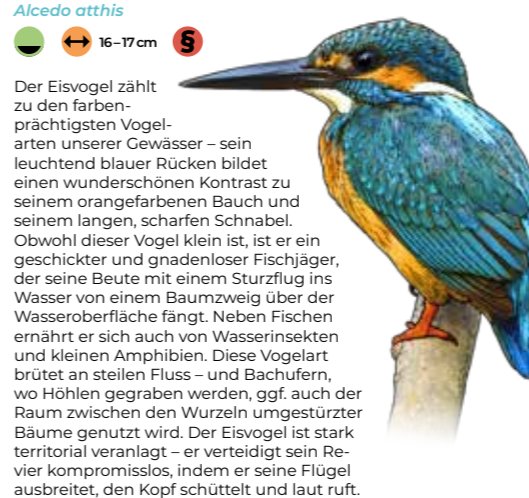 Alcedo atthis
16–17 cm §
Der Eisvogel zählt
zu den farben-
prächtigsten Vogel-
arten unserer Gewässer – sein
leuchtend blauer Rücken bildet
einen wunderschönen Kontrast zu
seinem orangefarbenen Bauch und
seinem langen, scharfen Schnabel.
Obwohl dieser Vogel klein ist, ist er ein
geschickter und gnadenloser Fischjäger,
der seine Beute mit einem Sturzflug ins
Wasser von einem Baumzweig über der
Wasseroberfläche fängt. Neben Fischen
ernährt er sich auch von Wasserinsekten
und kleinen Amphibien. Diese Vogelart
brütet an steilen Fluss – und Bachufern,
wo Höhlen gegraben werden, ggf. auch der
Raum zwischen den Wurzeln umgestürzter
Bäume genutzt wird. Der Eisvogel ist stark
territorial veranlagt – er verteidigt sein Re-
vier kompromisslos, indem er seine Flügel
ausbreitet, den Kopf schüttelt und laut ruft.